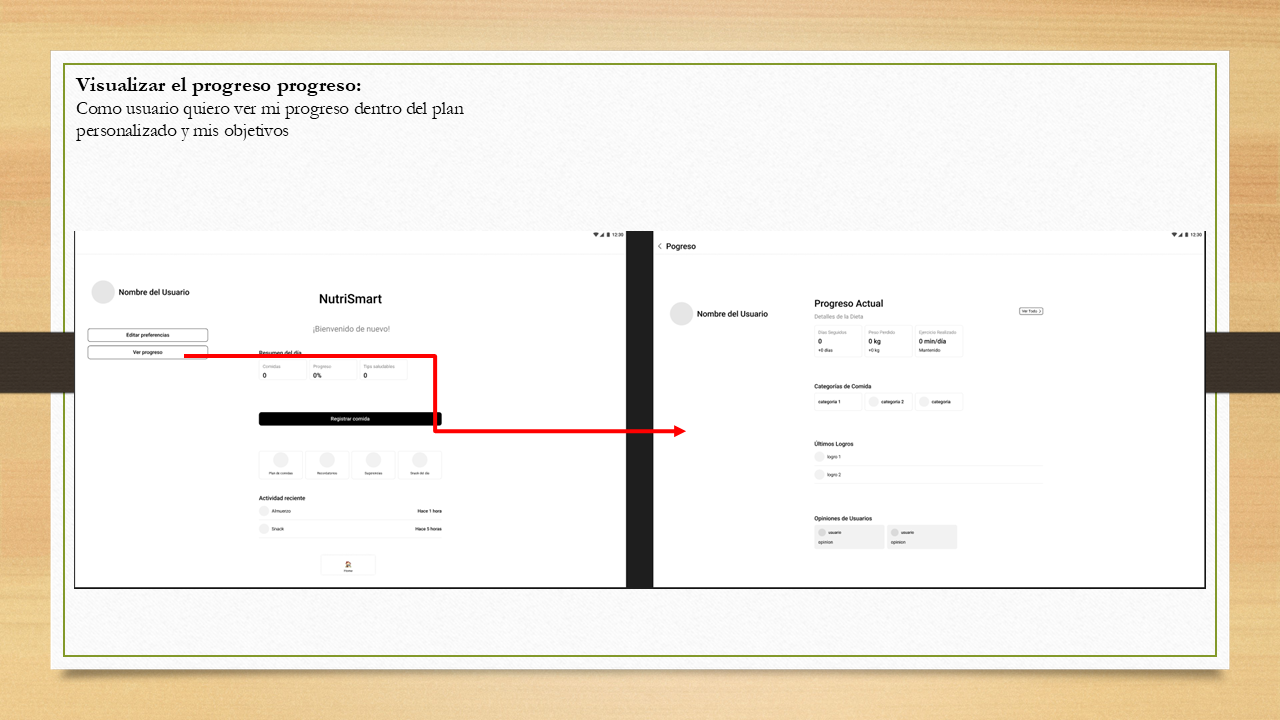 Visualizar el progreso progreso:
Como usuario quiero ver mi progreso dentro del plan
personalizado y mis objetivos
12:30
Nombre del Usuario
Editar preferencias
Ver progreso
NutriSmart
¡Bienvenido de nuevo!
Resumen del día
Comidas
0
Progreso
0%
Tips saludables
0
Registrar comida
Plan de comidas
Recordatorios
Sugerencias
Snack del día
Actividad reciente
Almuerzo
Hace 1 hora
Snack
Hace 5 horas
12:30
Pogreso
Nombre del Usuario
Progreso Actual
Detalles de la Dieta
Ver Todo
Días Seguidos
0
+0 días
Peso Perdido
0 kg
+0 kg
Ejercicio Realizado
0 min/día
Mantenido
Categorías de Comida
categoría 1
categoría 2
categoría
Últimos Logros
logro 1
logro 2
Opiniones de Usuarios
usuario
opinion
usuario
opinion